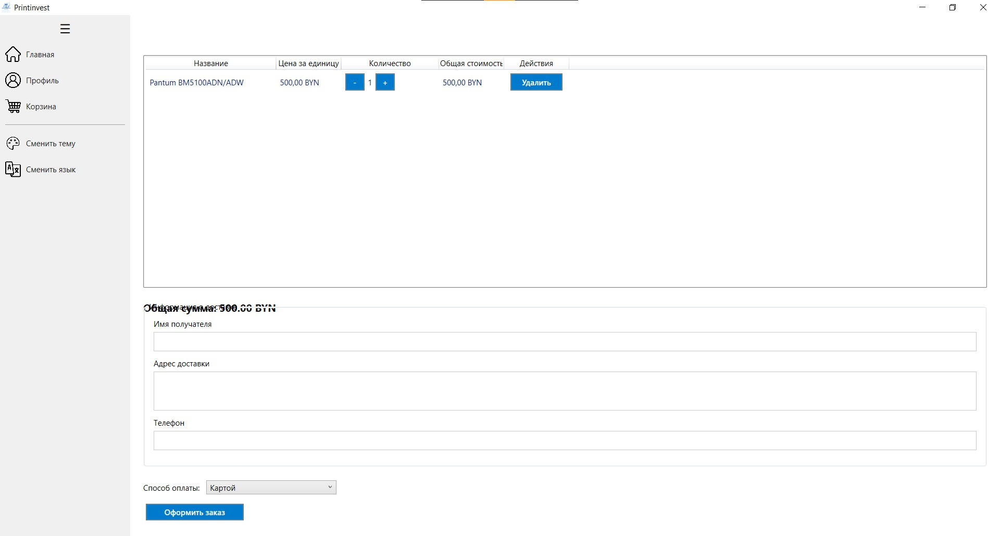 Printinvest
Главная
Профиль
Корзина
Сменить тему
Сменить язык
Название Цена за единицу Количество Общая стоимость Действия
Pantum BM5100ADN/ADW 500,00 BYN - 1 + 500,00 BYN Удалить
Информация о доставке
Общая сумма: 500.00 BYN
Имя получателя
Адрес доставки
Телефон
Способ оплаты: Картой
Оформить заказ